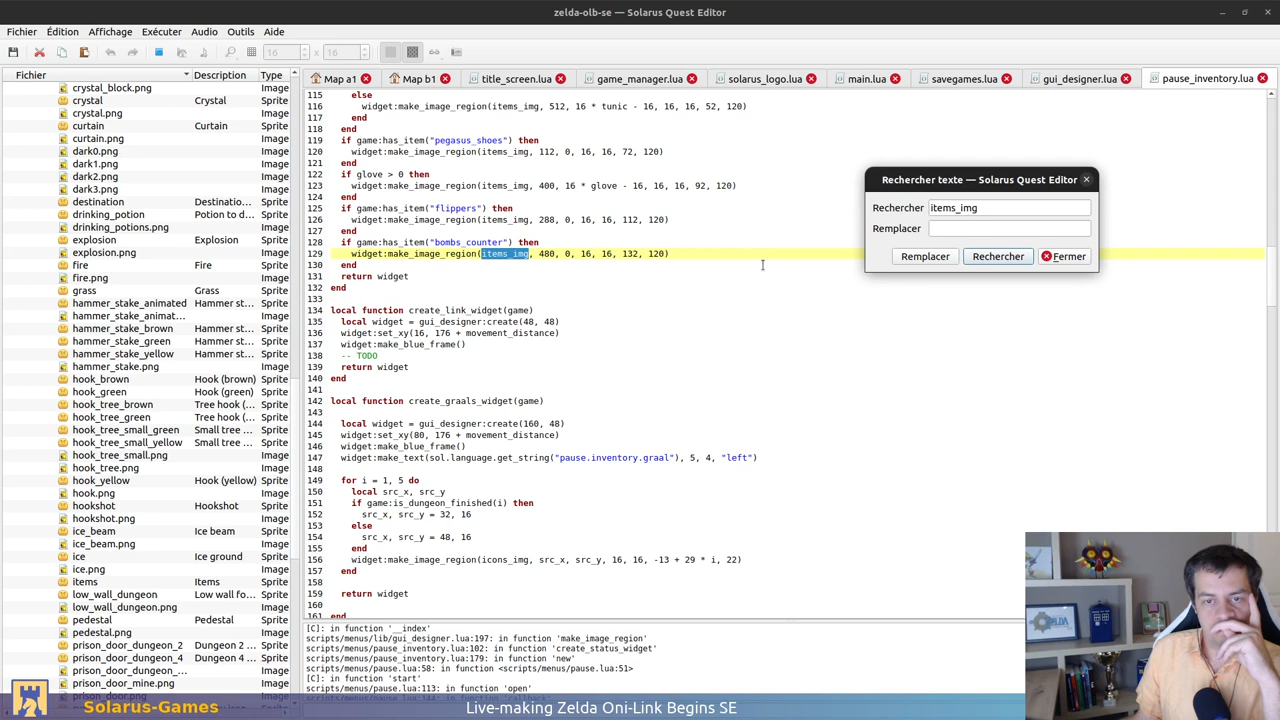 zelda-olb-se — Solarus Quest Editor
Fichier Édition Affichage Exécuter Audio Outils Aide
16 x 16
Fichier Description Type
Map a1 Map b1 title_screen.lua game_manager.lua solarus_logo.lua main.lua savegames.lua gui_designer.lua pause_inventory.lua
crystal_block.png Image
crystal Crystal Sprite
crystal.png Image
curtain Curtain Sprite
curtain.png Image
dark0.png Image
dark1.png Image
dark2.png Image
dark3.png Image
destination Destinatio... Sprite
drinking_potion Potion to d... Sprite
drinking_potions.png Image
explosion Explosion Sprite
explosion.png Image
fire Fire Sprite
fire.png Image
grass Grass Sprite
hammer_stake_animated Hammer st... Sprite
hammer_stake_animat... Image
hammer_stake_brown Hammer st... Sprite
hammer_stake_green Hammer st... Sprite
hammer_stake_yellow Hammer st... Sprite
hammer_stake.png Image
hook_brown Hook (brown) Sprite
hook_green Hook (green) Sprite
hook_tree_brown Tree hook (... Sprite
hook_tree_green Tree hook (... Sprite
hook_tree_small_green Small tree ... Sprite
hook_tree_small_yellow Small tree ... Sprite
hook_tree_small.png Image
hook_tree.png Image
hook_yellow Hook (yellow) Sprite
hook.png Image
hookshot Hookshot Sprite
hookshot.png Image
ice_beam Ice beam Sprite
ice_beam.png Image
ice Ice ground Sprite
ice.png Image
items Items Sprite
low_wall_dungeon Low wall fo... Sprite
low_wall_dungeon.png Image
pedestal Pedestal Sprite
pedestal.png Image
prison_door_dungeon_2 Dungeon 2 ... Sprite
prison_door_dungeon_4 Dungeon 4 ... Sprite
prison_door_dungeon_... Image
prison_door_mine.png Image
115 else
116 widget:make_image_region(items_img, 512, 16 * tunic - 16, 16, 16, 52, 120)
117 end
118 end
119 if game:has_item("pegasus_shoes") then
120 widget:make_image_region(items_img, 112, 0, 16, 16, 72, 120)
121 end
122 if glove > 0 then
123 widget:make_image_region(items_img, 400, 16 * glove - 16, 16, 16, 92, 120)
124 end
125 if game:has_item("flippers") then
126 widget:make_image_region(items_img, 288, 0, 16, 16, 112, 120)
127 end
128 if game:has_item("bombs_counter") then
129 widget:make_image_region(items_img, 480, 0, 16, 16, 132, 120)
130 end
131 return widget
132 end
133
134 local function create_link_widget(game)
135 local widget = gui_designer:create(48, 48)
136 widget:set_xy(16, 176 + movement_distance)
137 widget:make_blue_frame()
138 -- TODO
139 return widget
140 end
141
142 local function create_graals_widget(game)
143
144 local widget = gui_designer:create(160, 48)
145 widget:set_xy(80, 176 + movement_distance)
146 widget:make_blue_frame()
147 widget:make_text(sol.language.get_string("pause.inventory.graal"), 5, 4, "left")
148
149 for i = 1, 5 do
150 local src_x, src_y
151 if game:is_dungeon_finished(i) then
152 src_x, src_y = 32, 16
153 else
154 src_x, src_y = 48, 16
155 end
156 widget:make_image_region(icons_img, src_x, src_y, 16, 16, -13 + 29 * i, 22)
157 end
158
159 return widget
160
161 end
Rechercher texte — Solarus Quest Editor
Rechercher items_img
Remplacer
Remplacer Rechercher Fermer
[C]: in function '__index'
scripts/menus/lib/gui_designer.lua:197: in function 'make_image_region'
scripts/menus/pause_inventory.lua:102: in function 'create_status_widget'
scripts/menus/pause_inventory.lua:179: in function 'new'
scripts/menus/pause.lua:58: in function <scripts/menus/pause.lua:51>
[C]: in function 'start'
scripts/menus/pause.lua:113: in function 'open'
Solarus-Games
Live-making Zelda Oni-Link Begins SE